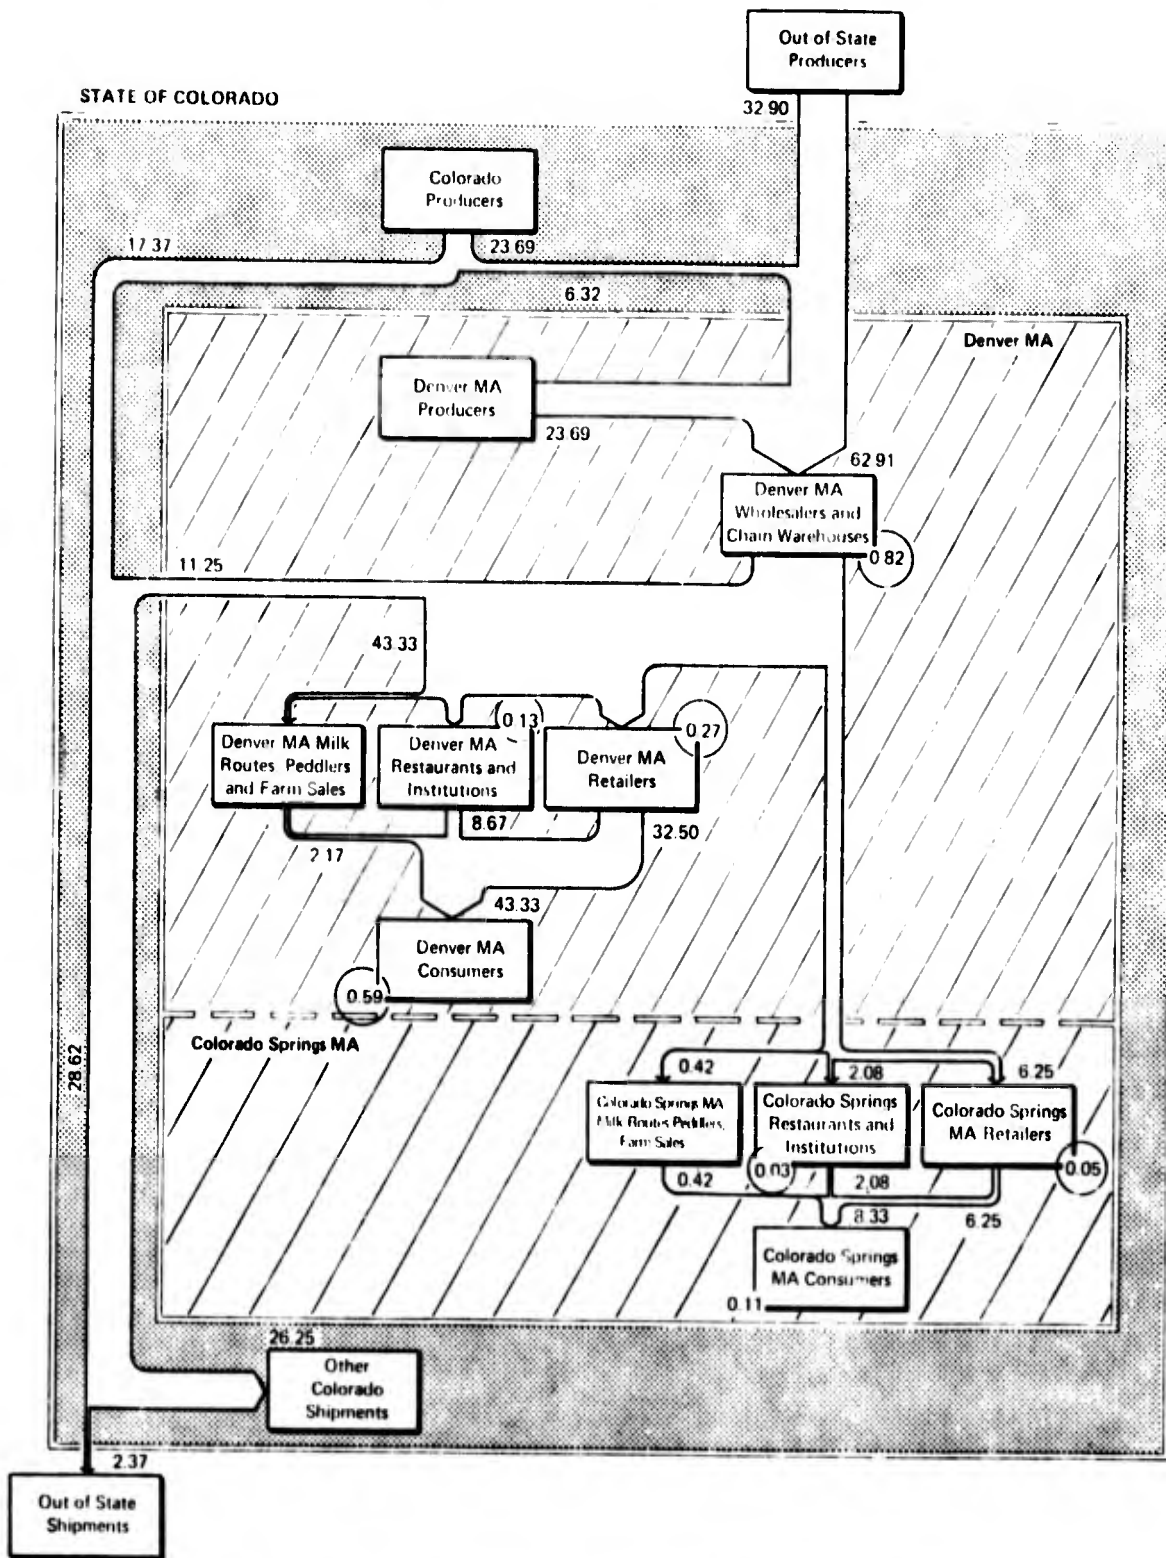 Out of State
Producers
32.90
STATE OF COLORADO
Colorado
Producers
17.37
23.69
6.32
Denver MA
Denver MA
Producers
23.69
62.91
Denver MA
Wholesalers and
Chain Warehouses
0.82
11.25
43.33
0.13
0.27
Denver MA Milk
Routes, Peddlers
and Farm Sales
Denver MA
Restaurants and
Institutions
Denver MA
Retailers
8.67
32.50
2.17
43.33
Denver MA
Consumers
0.59
Colorado Springs MA
28.62
0.42
2.08
6.25
Colorado Springs MA
Milk Routes Peddlers,
Farm Sales
Colorado Springs
Restaurants and
Institutions
Colorado Springs
MA Retailers
0.03
0.05
0.42
2.08
8.33
6.25
Colorado Springs
MA Consumers
0.11
26.25
Other
Colorado
Shipments
2.37
Out of State
Shipments